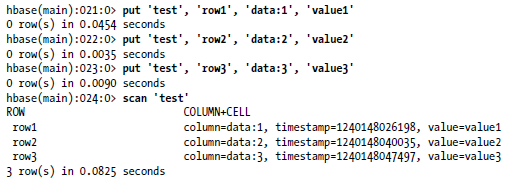 hbase(main):021:0> put 'test', 'row1', 'data:1', 'value1'
0 row(s) in 0.0454 seconds
hbase(main):022:0> put 'test', 'row2', 'data:2', 'value2'
0 row(s) in 0.0035 seconds
hbase(main):023:0> put 'test', 'row3', 'data:3', 'value3'
0 row(s) in 0.0090 seconds
hbase(main):024:0> scan 'test'
ROW COLUMN+CELL
row1 column=data:1, timestamp=1240148026198, value=value1
row2 column=data:2, timestamp=1240148040035, value=value2
row3 column=data:3, timestamp=1240148047497, value=value3
3 row(s) in 0.0825 seconds